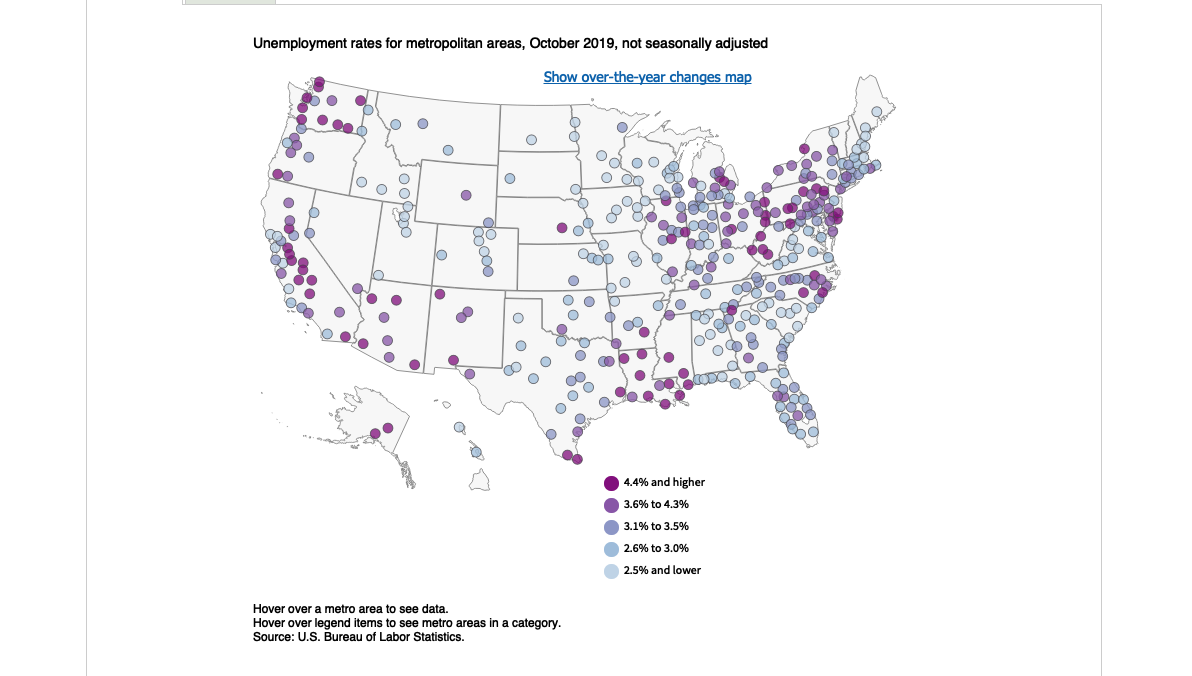 Unemployment rates for metropolitan areas, October 2019, not seasonally adjusted
Show over-the-year changes map
4.4% and higher
3.6% to 4.3%
3.1% to 3.5%
2.6% to 3.0%
2.5% and lower
Hover over a metro area to see data.
Hover over legend items to see metro areas in a category.
Source: U.S. Bureau of Labor Statistics.